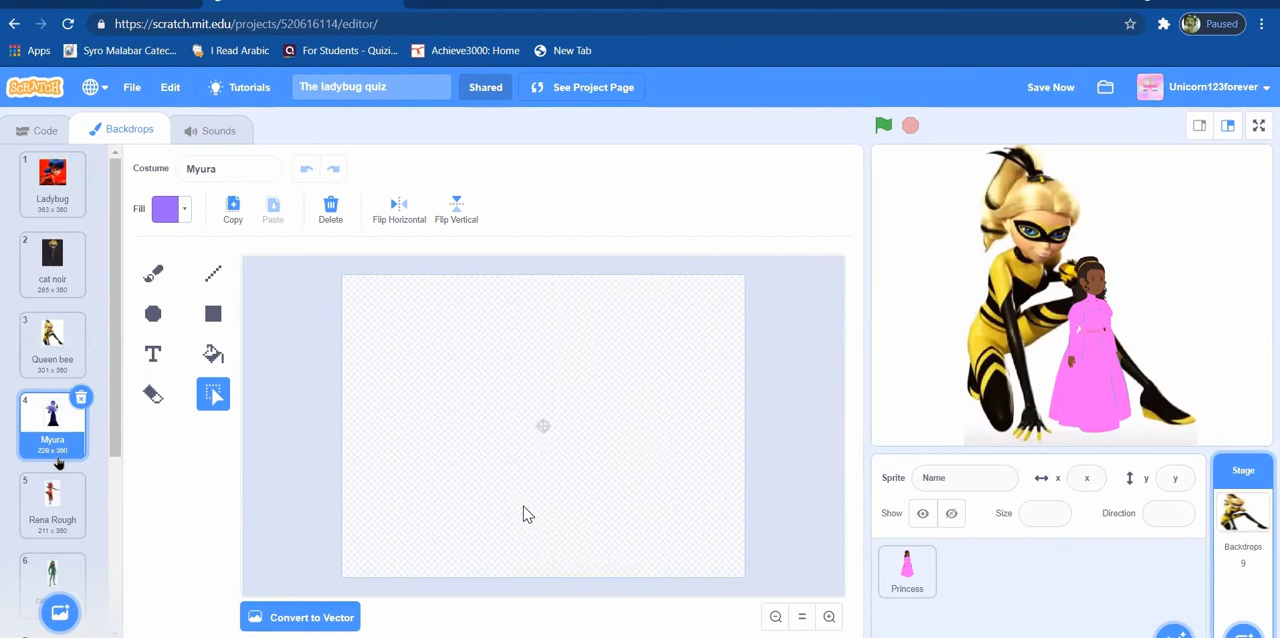 https://scratch.mit.edu/projects/520616114/editor/
Paused
Apps
Syro Malabar Catec...
I Read Arabic
For Students - Quizi...
Achieve3000: Home
New Tab
SCRATCH
File
Edit
Tutorials
The ladybug quiz
Shared
See Project Page
Save Now
Unicorn123forever
Code
Backdrops
Sounds
1
Ladybug
363 x 360
2
cat noir
285 x 360
3
Queen bee
301 x 360
4
Myura
228 x 360
5
Rena Rough
211 x 360
6
Costume
Myura
Fill
Copy
Paste
Delete
Flip Horizontal
Flip Vertical
T
Convert to Vector
Sprite
Name
x
x
y
y
Show
Size
Direction
Princess
Stage
Backdrops
9